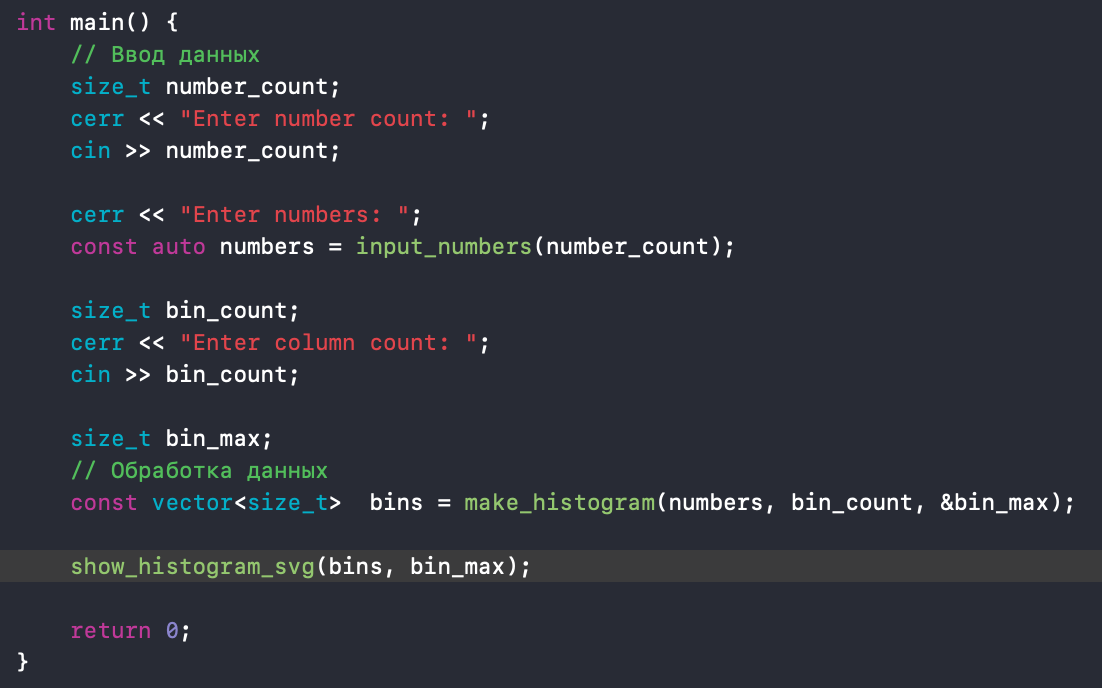 int main() {
// Ввод данных
size_t number_count;
cerr << "Enter number count: ";
cin >> number_count;
cerr << "Enter numbers: ";
const auto numbers = input_numbers(number_count);
size_t bin_count;
cerr << "Enter column count: ";
cin >> bin_count;
size_t bin_max;
// Обработка данных
const vector<size_t>  bins = make_histogram(numbers, bin_count, &bin_max);
show_histogram_svg(bins, bin_max);
return 0;
}